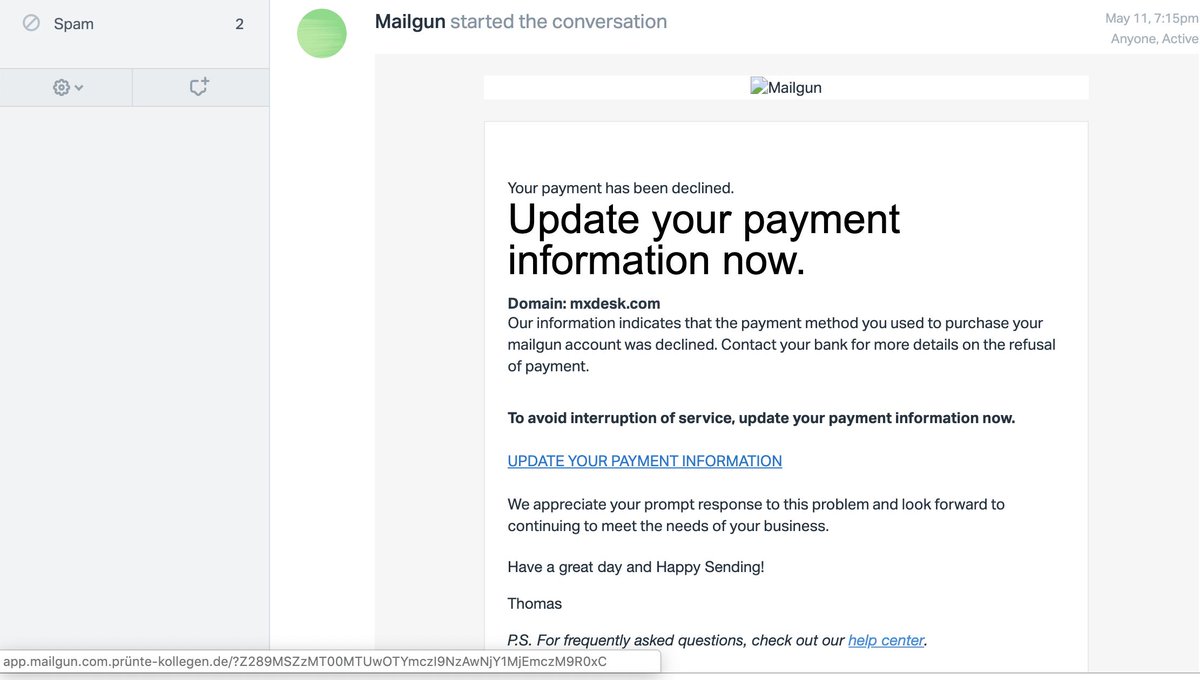 Spam 2
Mailgun started the conversation
May 11, 7:15pm
Anyone, Active
Mailgun
Your payment has been declined.
Update your payment
information now.
Domain: mxdesk.com
Our information indicates that the payment method you used to purchase your
mailgun account was declined. Contact your bank for more details on the refusal
of payment.
To avoid interruption of service, update your payment information now.
UPDATE YOUR PAYMENT INFORMATION
We appreciate your prompt response to this problem and look forward to
continuing to meet the needs of your business.
Have a great day and Happy Sending!
Thomas
P.S. For frequently asked questions, check out our help center.
app.mailgun.com.prünte-kollegen.de/?Z289MSZzMT00MTUwOTYmczI9NzAwNjY1MjEmczM9R0xC